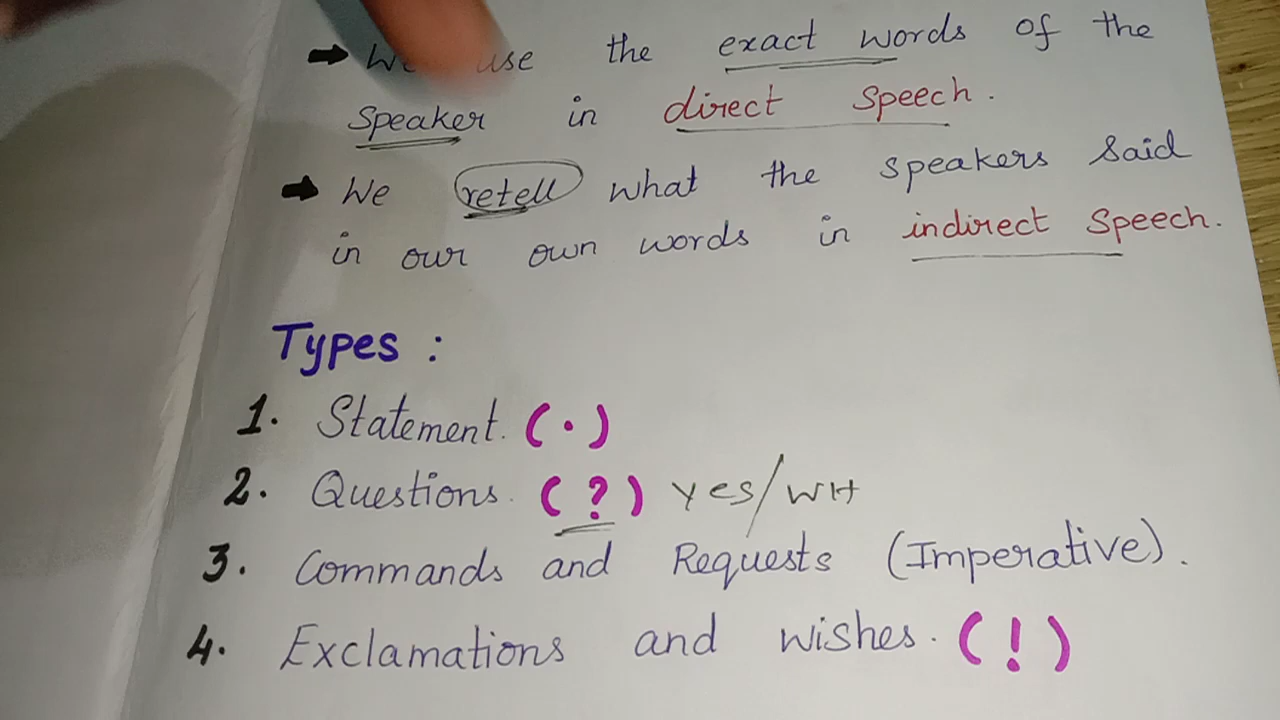 ➡ We use the exact words of the
Speaker in direct Speech.
➡ We retell what the speakers said
in our own words in indirect Speech.
Types :
1. Statement. (.)
2. Questions. (?) Yes/WH
3. Commands and Requests (Imperative).
4. Exclamations and wishes. (!)